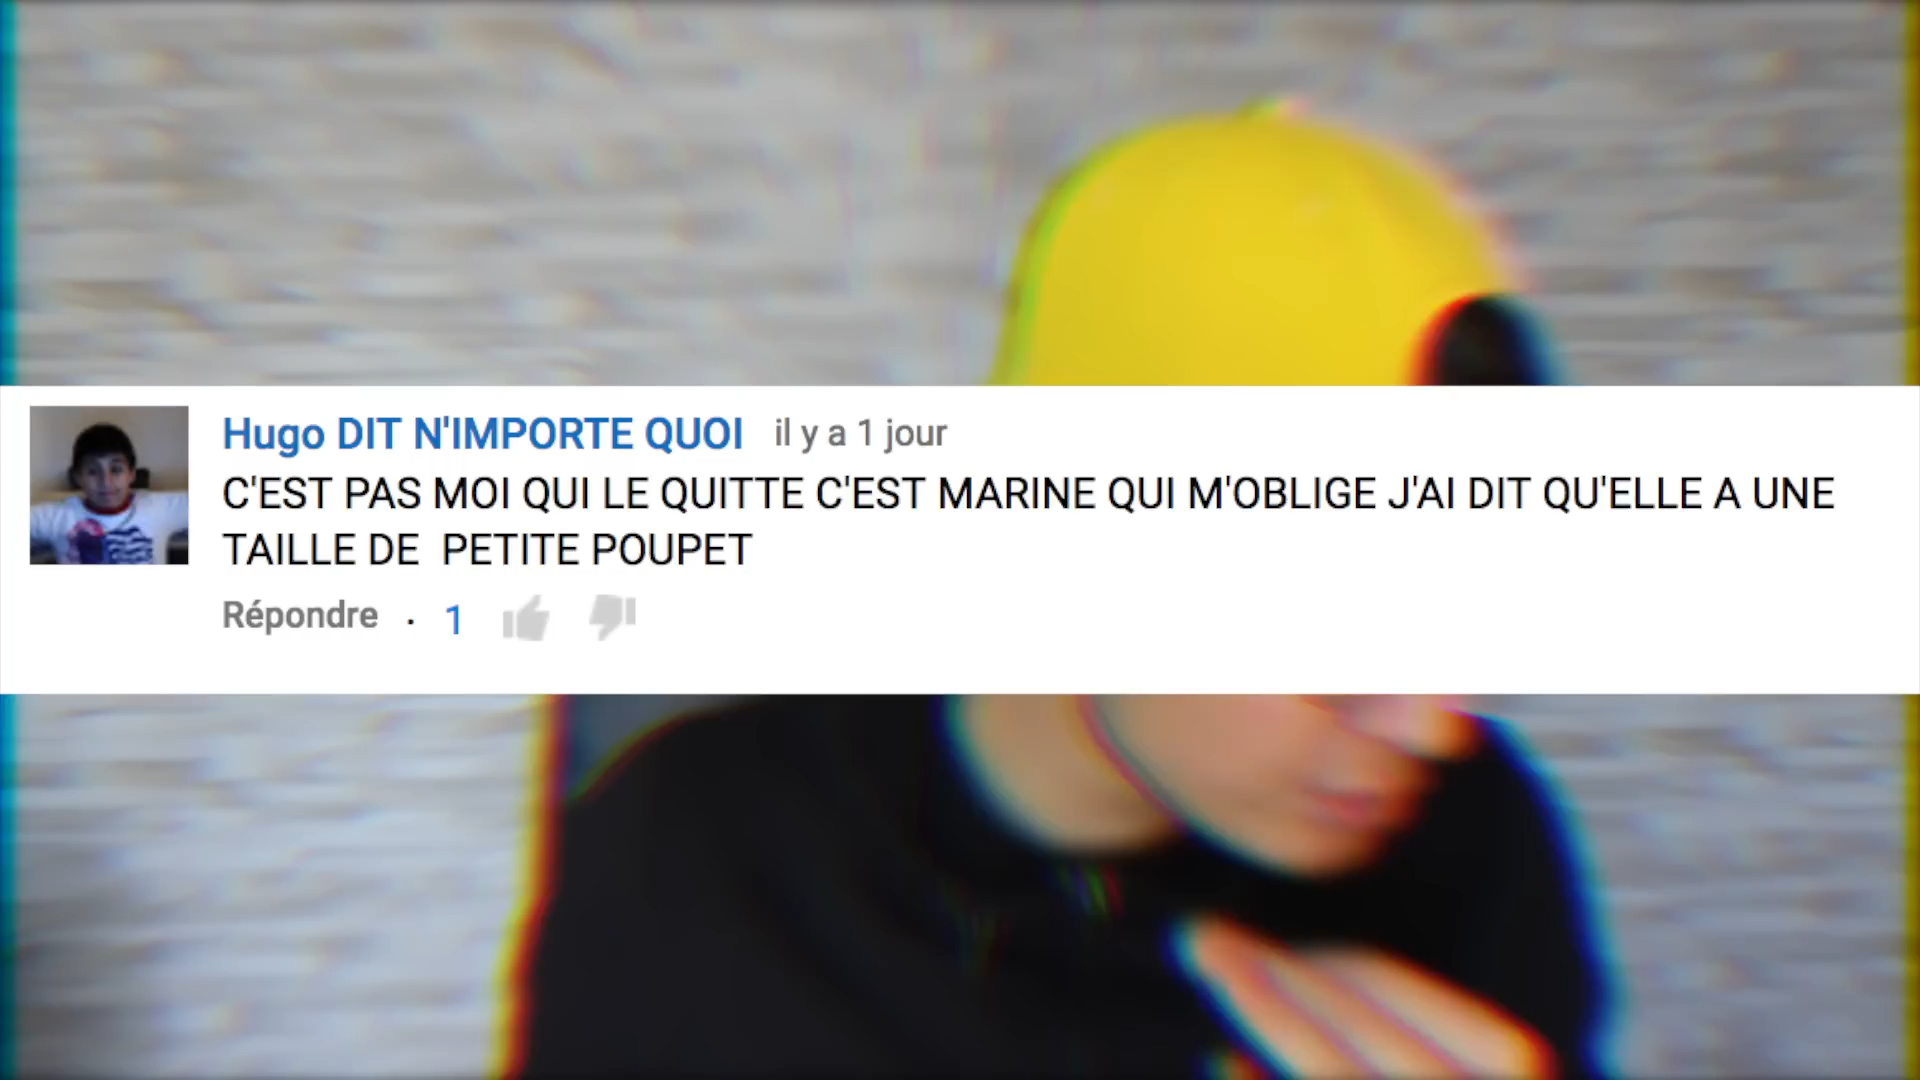 Hugo DIT N'IMPORTE QUOI il y a 1 jour
C'EST PAS MOI QUI LE QUITTE C'EST MARINE QUI M'OBLIGE J'AI DIT QU'ELLE A UNE
TAILLE DE PETITE POUPET
Répondre · 1